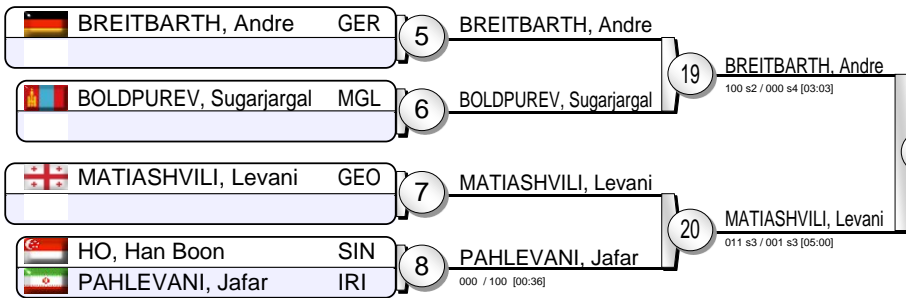 BREITBARTH, Andre GER
5
BREITBARTH, Andre
BOLDPUREV, Sugarjargal MGL
6
BOLDPUREV, Sugarjargal
19
BREITBARTH, Andre
100 s2 / 000 s4 [03:03]
MATIASHVILI, Levani GEO
7
MATIASHVILI, Levani
HO, Han Boon SIN
PAHLEVANI, Jafar IRI
8
PAHLEVANI, Jafar
000 / 100 [00:36]
20
MATIASHVILI, Levani
011 s3 / 001 s3 [05:00]